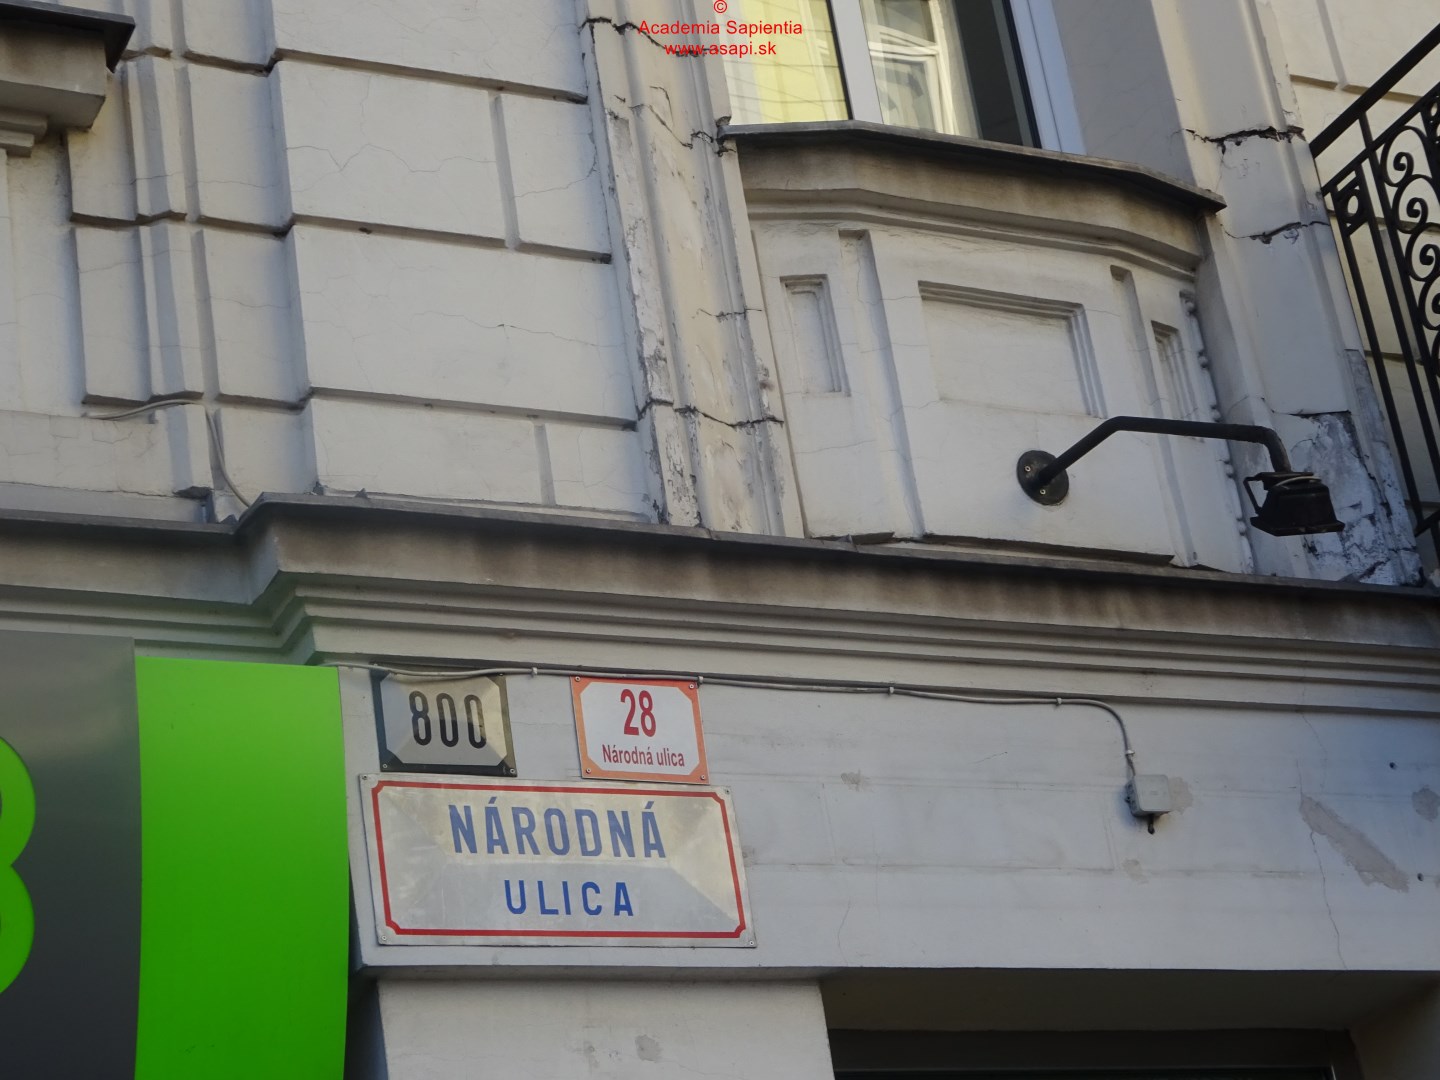 ©
Academia Sapientia
www.asapi.sk
800
28
Národná ulica
NÁRODNÁ
ULICA